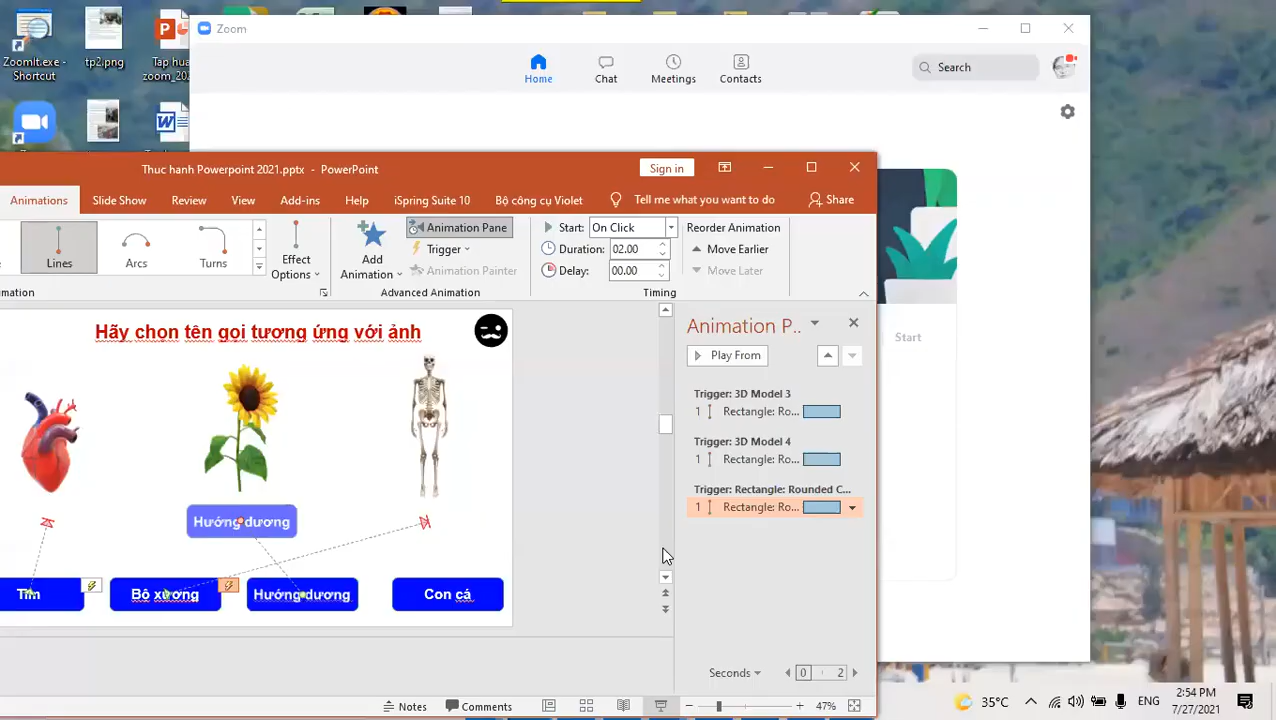 ZoomIt.exe - Shortcut
tp2.png
Tap hua
zoom_20
Zoom
Home
Chat
Meetings
Contacts
Search
Start
Thuc hanh Powerpoint 2021.pptx - PowerPoint
Sign in
Animations
Slide Show
Review
View
Add-ins
Help
iSpring Suite 10
Bộ công cụ Violet
Tell me what you want to do
Share
Lines
Arcs
Turns
Effect
Options
Add
Animation
Animation Pane
Trigger
Animation Painter
Start: On Click
Duration: 02.00
Delay: 00.00
Reorder Animation
Move Earlier
Move Later
Advanced Animation
Timing
Hãy chọn tên gọi tương ứng với ảnh
Hướng dương
Tim
Bộ xương
Hướng dương
Con cá
Animation P..
Play From
Trigger: 3D Model 3
1 Rectangle: Ro...
Trigger: 3D Model 4
1 Rectangle: Ro...
Trigger: Rectangle: Rounded C...
1 Rectangle: Ro...
Seconds
0
2
Notes
Comments
47%
35°C
ENG
2:54 PM
7/27/2021